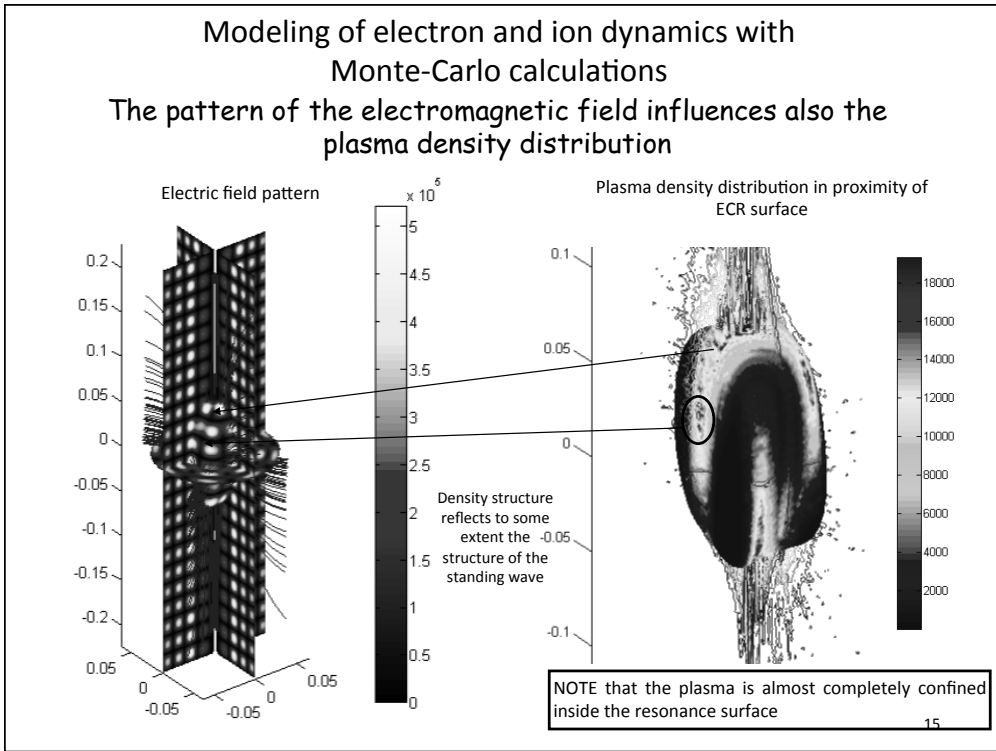 Modeling of electron and ion dynamics with
Monte-Carlo calculations
The pattern of the electromagnetic field influences also the
plasma density distribution
Electric field pattern
x 10^5
5
4.5
4
3.5
3
2.5
2
1.5
1
0.5
0
0.2
0.15
0.1
0.05
0
-0.05
-0.1
-0.15
-0.2
0.05
0
-0.05
-0.05
0
0.05
Density structure
reflects to some
extent the
structure of the
standing wave
Plasma density distribution in proximity of
ECR surface
0.1
0.05
0
-0.05
-0.1
18000
16000
14000
12000
10000
8000
6000
4000
2000
NOTE that the plasma is almost completely confined
inside the resonance surface
15